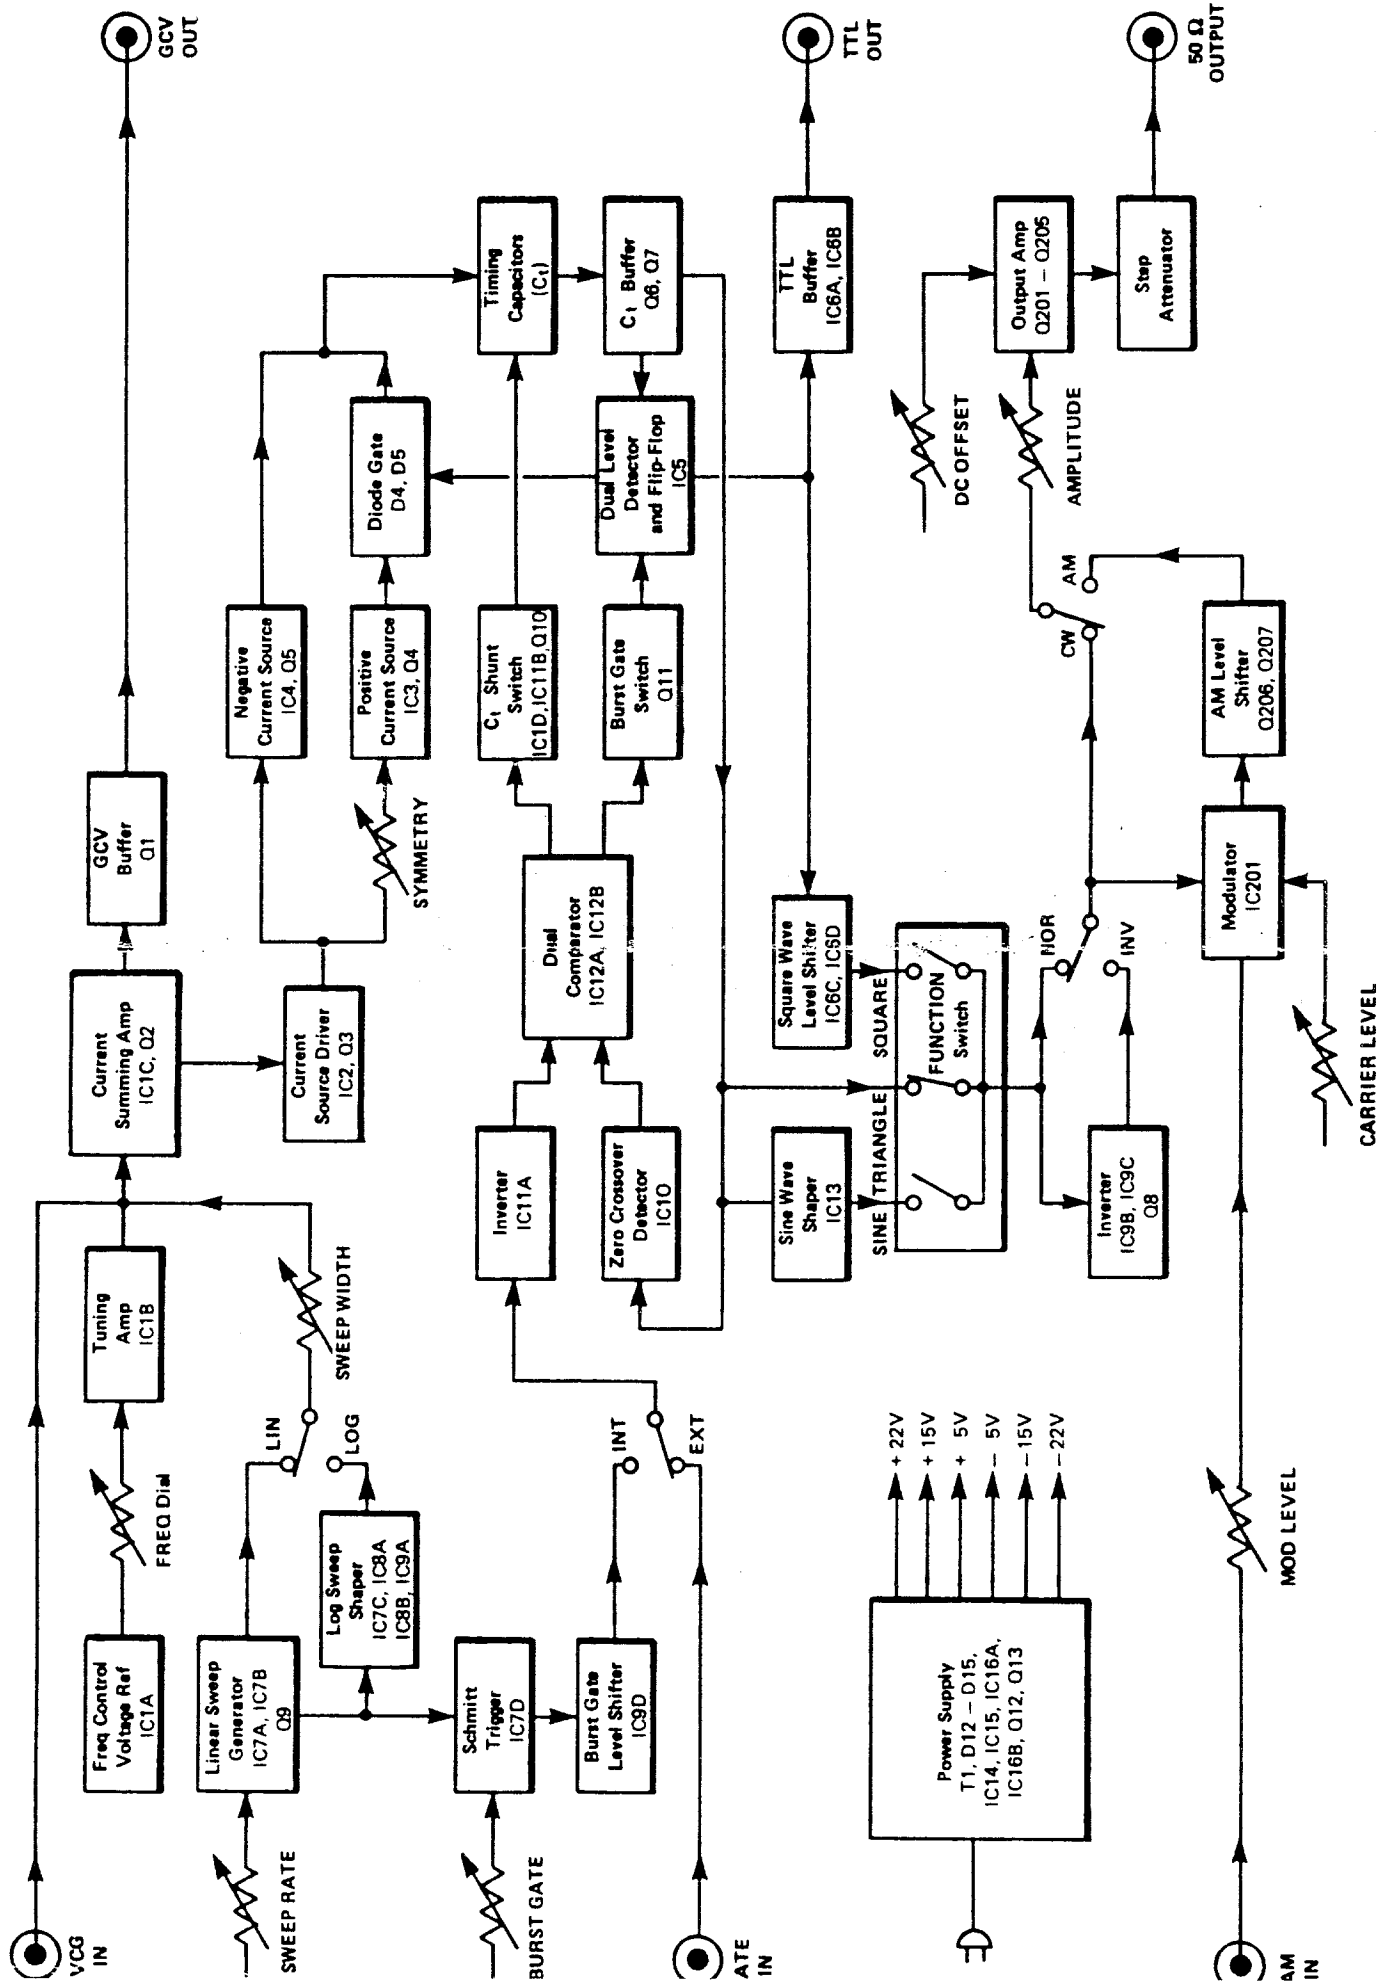 VCG
IN
Freq Control
Voltage Ref
IC1A
FREQ Dial
Tuning
Amp
IC1B
Current
Summing Amp
IC1C, Q2
GCV
Buffer
Q1
GCV
OUT
SWEEP RATE
Linear Sweep
Generator
IC7A, IC7B
Q9
Log Sweep
Shaper
IC7C, IC8A
IC8B, IC9A
LIN
LOG
SWEEP WIDTH
Current
Source Driver
IC2, Q3
SYMMETRY
Negative
Current Source
IC4, Q5
Positive
Current Source
IC3, Q4
Diode Gate
D4, D5
BURST GATE
Schmitt
Trigger
IC7D
Burst Gate
Level Shifter
IC9D
INT
EXT
ATE
IN
Inverter
IC11A
Zero Crossover
Detector
IC10
Dual
Comparator
IC12A, IC12B
Ct Shunt
Switch
IC1D, IC11B, Q10
Burst Gate
Switch
Q11
Dual Level
Detector
and Flip-Flop
IC5
Timing
Capacitors
(Ct)
Ct Buffer
Q6, Q7
Sine Wave
Shaper
IC13
Square Wave
Level Shifter
IC6C, IC6D
TTL
Buffer
IC6A, IC6B
TTL
OUT
SINE TRIANGLE SQUARE
FUNCTION
Switch
Power Supply
T1, D12 – D15,
IC14, IC15, IC16A,
IC16B, Q12, Q13
+ 22V
+ 15V
+ 5V
– 5V
–15V
–22V
Inverter
IC9B, IC9C
Q8
NOR
INV
CW
AM
DC OFFSET
AMPLITUDE
Output Amp
Q201 – Q205
Step
Attenuator
50 Ω
OUTPUT
AM
IN
MOD LEVEL
CARRIER LEVEL
Modulator
IC201
AM Level
Shifter
Q206, Q207